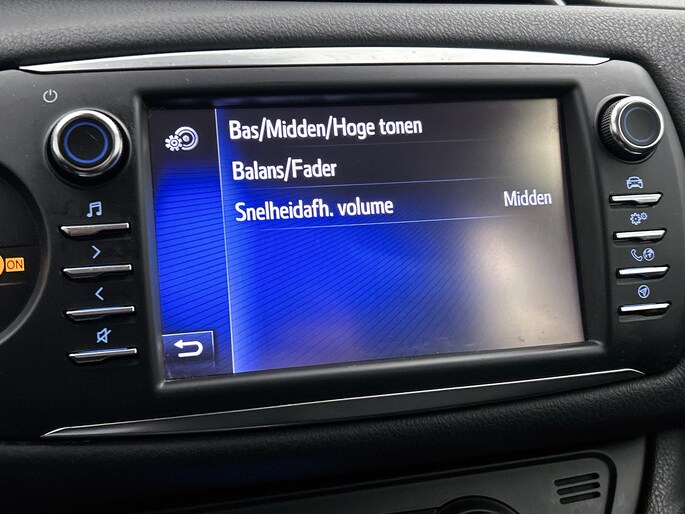 Bas/Midden/Hoge tonen
Balans/Fader
Snelheidafh. volume Midden
ON